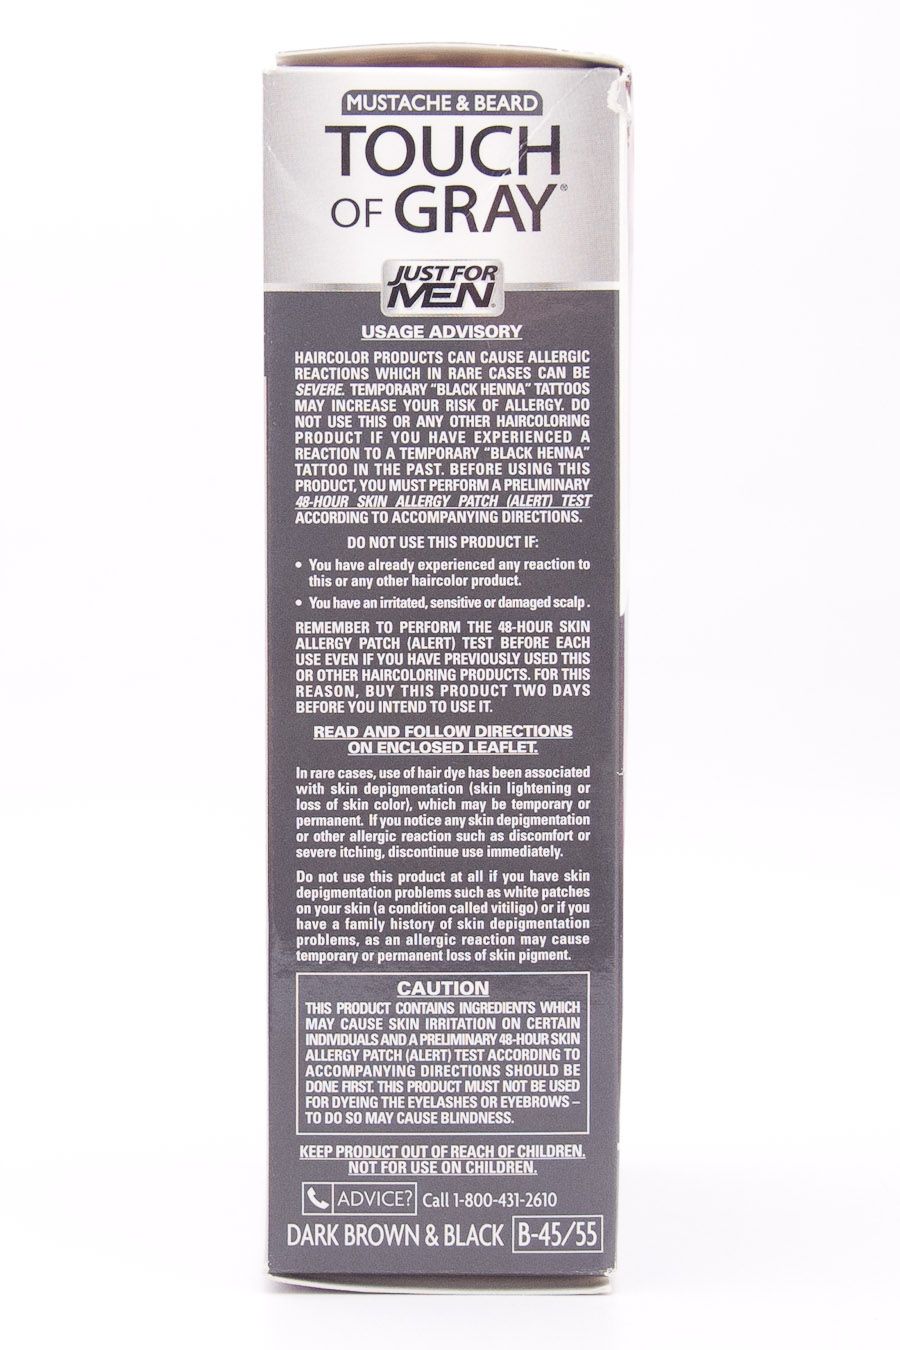 MUSTACHE & BEARD
TOUCH
OF GRAY®
JUST FOR
MEN®
USAGE ADVISORY
HAIRCOLOR PRODUCTS CAN CAUSE ALLERGIC
REACTIONS WHICH IN RARE CASES CAN BE
SEVERE. TEMPORARY “BLACK HENNA” TATTOOS
MAY INCREASE YOUR RISK OF ALLERGY. DO
NOT USE THIS OR ANY OTHER HAIRCOLORING
PRODUCT IF YOU HAVE EXPERIENCED A
REACTION TO A TEMPORARY “BLACK HENNA”
TATTOO IN THE PAST. BEFORE USING THIS
PRODUCT, YOU MUST PERFORM A PRELIMINARY
48-HOUR SKIN ALLERGY PATCH (ALERT) TEST
ACCORDING TO ACCOMPANYING DIRECTIONS.
DO NOT USE THIS PRODUCT IF:
• You have already experienced any reaction to
this or any other haircolor product.
• You have an irritated, sensitive or damaged scalp.
REMEMBER TO PERFORM THE 48-HOUR SKIN
ALLERGY PATCH (ALERT) TEST BEFORE EACH
USE EVEN IF YOU HAVE PREVIOUSLY USED THIS
OR OTHER HAIRCOLORING PRODUCTS. FOR THIS
REASON, BUY THIS PRODUCT TWO DAYS
BEFORE YOU INTEND TO USE IT.
READ AND FOLLOW DIRECTIONS
ON ENCLOSED LEAFLET.
In rare cases, use of hair dye has been associated
with skin depigmentation (skin lightening or
loss of skin color), which may be temporary or
permanent. If you notice any skin depigmentation
or other allergic reaction such as discomfort or
severe itching, discontinue use immediately.
Do not use this product at all if you have skin
depigmentation problems such as white patches
on your skin (a condition called vitiligo) or if you
have a family history of skin depigmentation
problems, as an allergic reaction may cause
temporary or permanent loss of skin pigment.
CAUTION
THIS PRODUCT CONTAINS INGREDIENTS WHICH
MAY CAUSE SKIN IRRITATION ON CERTAIN
INDIVIDUALS AND A PRELIMINARY 48-HOUR SKIN
ALLERGY PATCH (ALERT) TEST ACCORDING TO
ACCOMPANYING DIRECTIONS SHOULD BE
DONE FIRST. THIS PRODUCT MUST NOT BE USED
FOR DYEING THE EYELASHES OR EYEBROWS –
TO DO SO MAY CAUSE BLINDNESS.
KEEP PRODUCT OUT OF REACH OF CHILDREN.
NOT FOR USE ON CHILDREN.
ADVICE? Call 1-800-431-2610
DARK BROWN & BLACK B-45/55